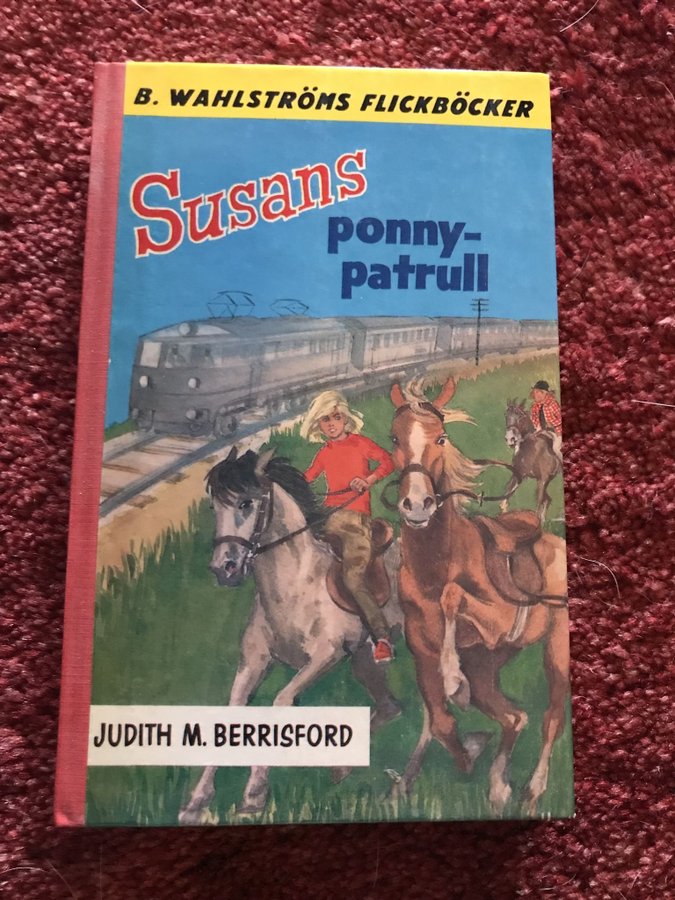 B. WAHLSTRÖMS FLICKBÖCKER
Susans
ponny-
patrull
JUDITH M. BERRISFORD